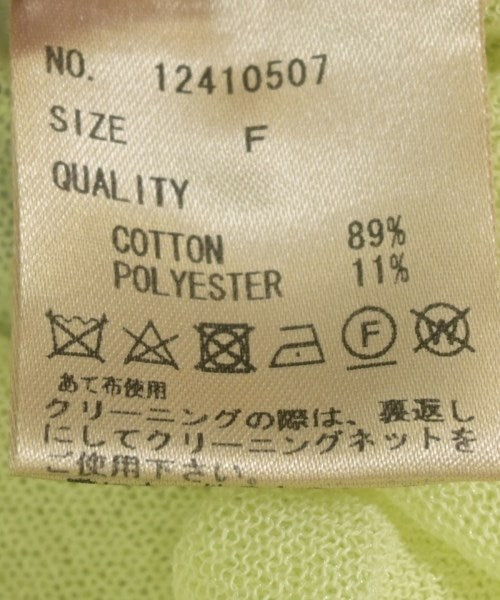 NO. 12410507
SIZE F
QUALITY
COTTON 89%
POLYESTER 11%
F W
あて布使用
クリーニングの際は、裏返し
にしてクリーニングネットを
ご使用下さい。